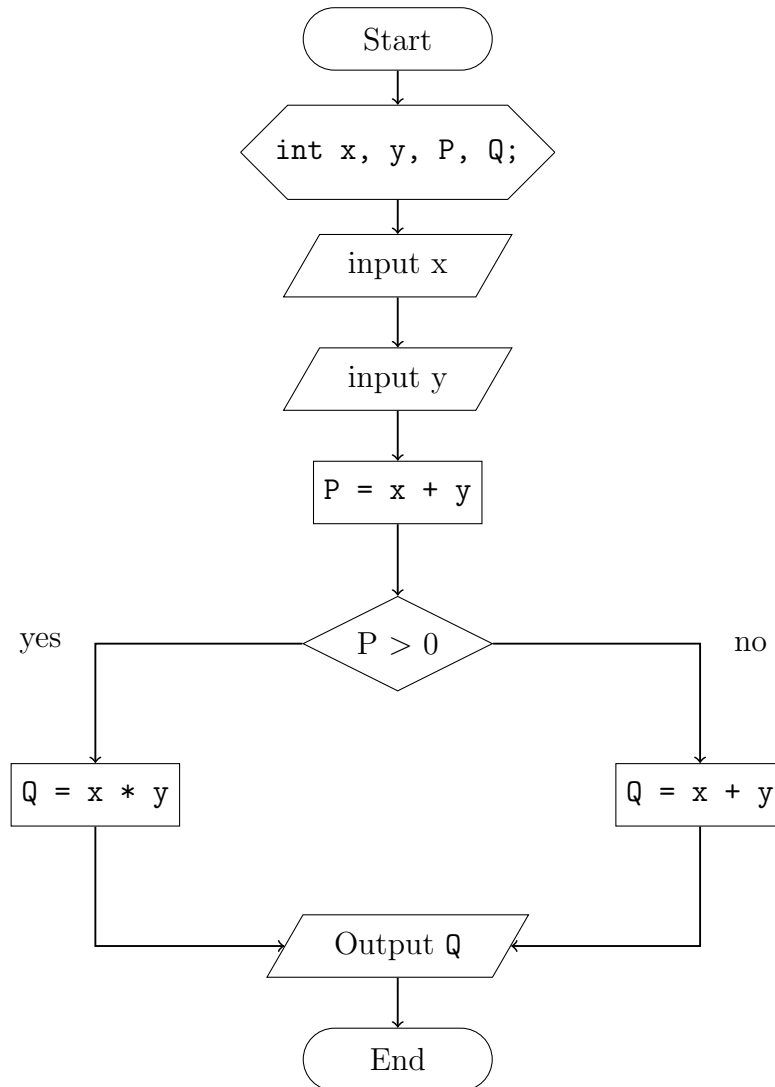 Start
int x, y, P, Q;
input x
input y
P = x + y
yes
P > 0
no
Q = x * y
Q = x + y
Output Q
End